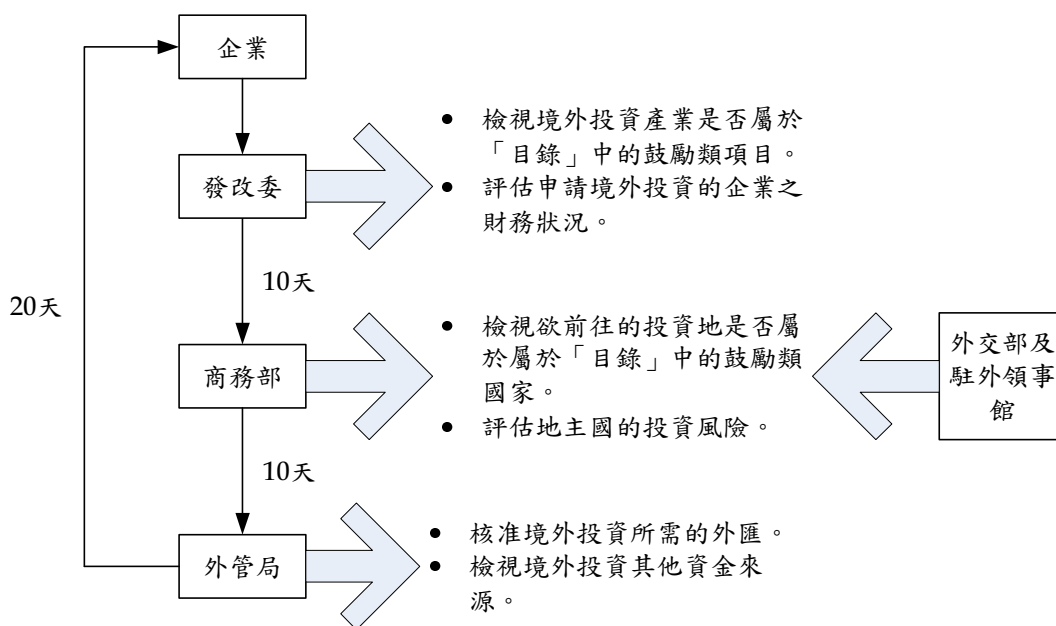 企業
• 檢視境外投資產業是否屬於
「目錄」中的鼓勵類項目。
發改委
• 評估申請境外投資的企業之
財務狀況。
10天
20天
• 檢視欲前往的投資地是否屬
於屬於「目錄」中的鼓勵類
國家。
商務部
• 評估地主國的投資風險。
外交部及
駐外領事
館
10天
• 核准境外投資所需的外匯。
外管局
• 檢視境外投資其他資金來
源。